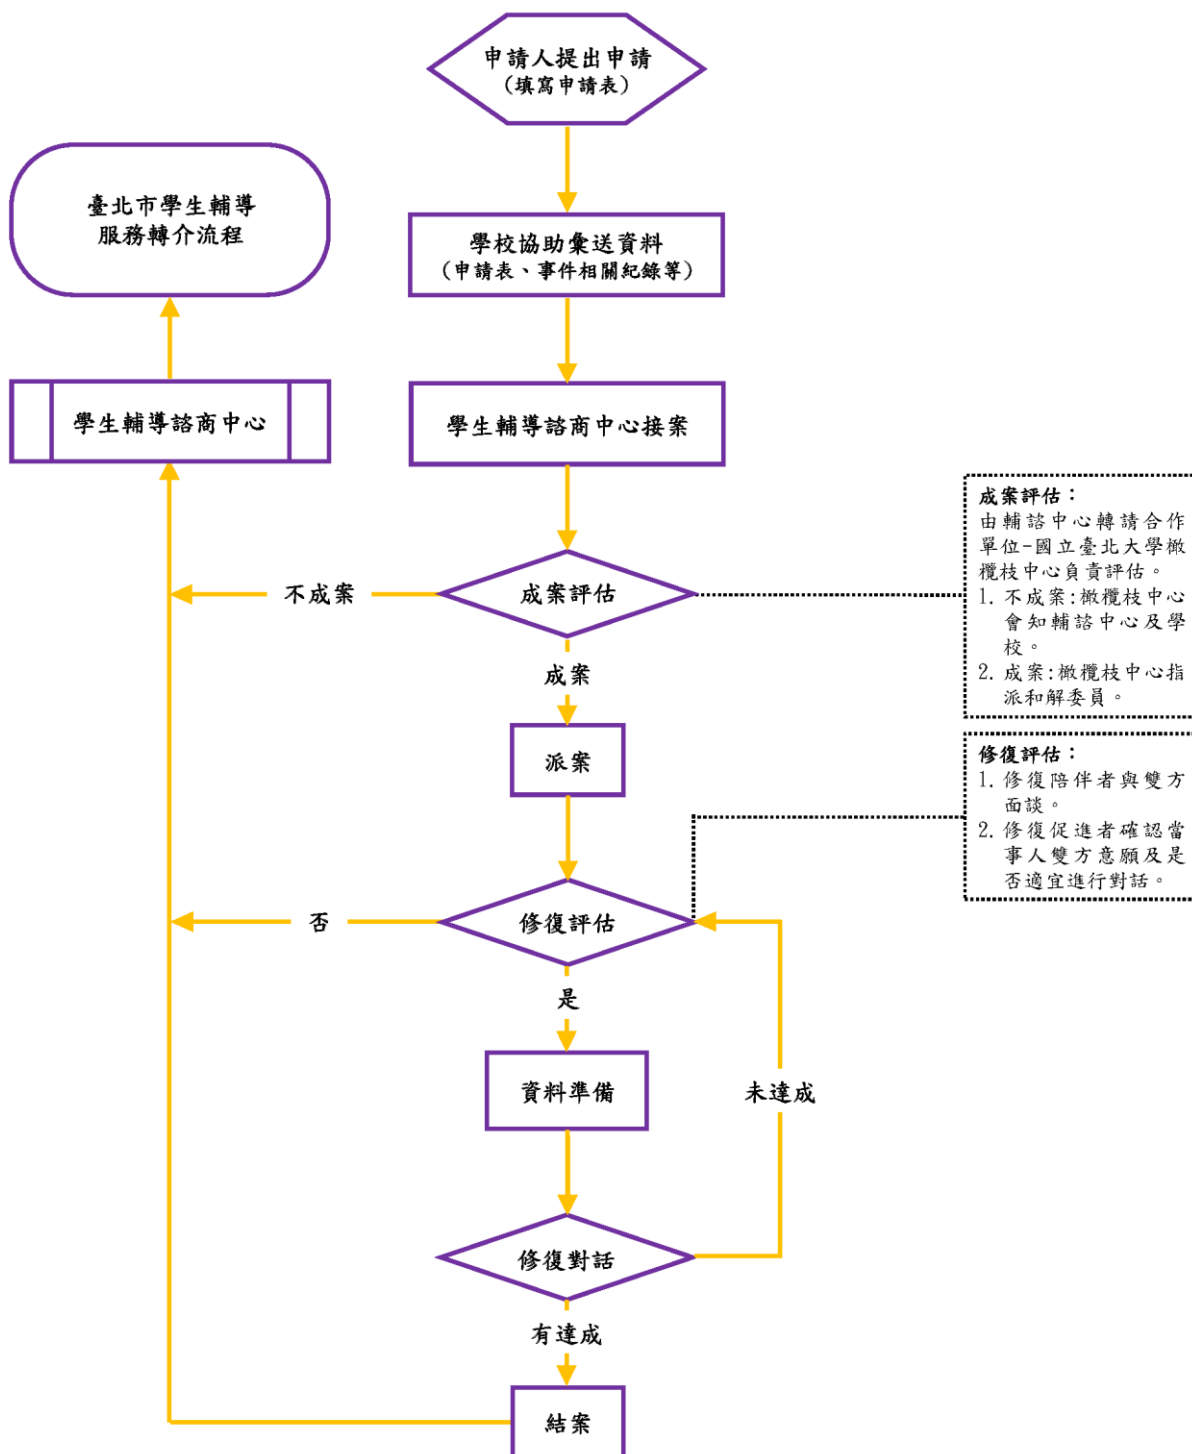 申請人提出申請
(填寫申請表)
臺北市學生輔導
服務轉介流程
學校協助彙送資料
(申請表、事件相關紀錄等)
學生輔導諮商中心
學生輔導諮商中心接案
成案評估：
由輔諮中心轉請合作
單位-國立臺北大學橄
欖枝中心負責評估。
1. 不成案:橄欖枝中心
會知輔諮中心及學
校。
2. 成案:橄欖枝中心指
派和解委員。
不成案
成案評估
成案
派案
修復評估：
1. 修復陪伴者與雙方
面談。
2. 修復促進者確認當
事人雙方意願及是
否適宜進行對話。
否
修復評估
是
資料準備
未達成
修復對話
有達成
結案